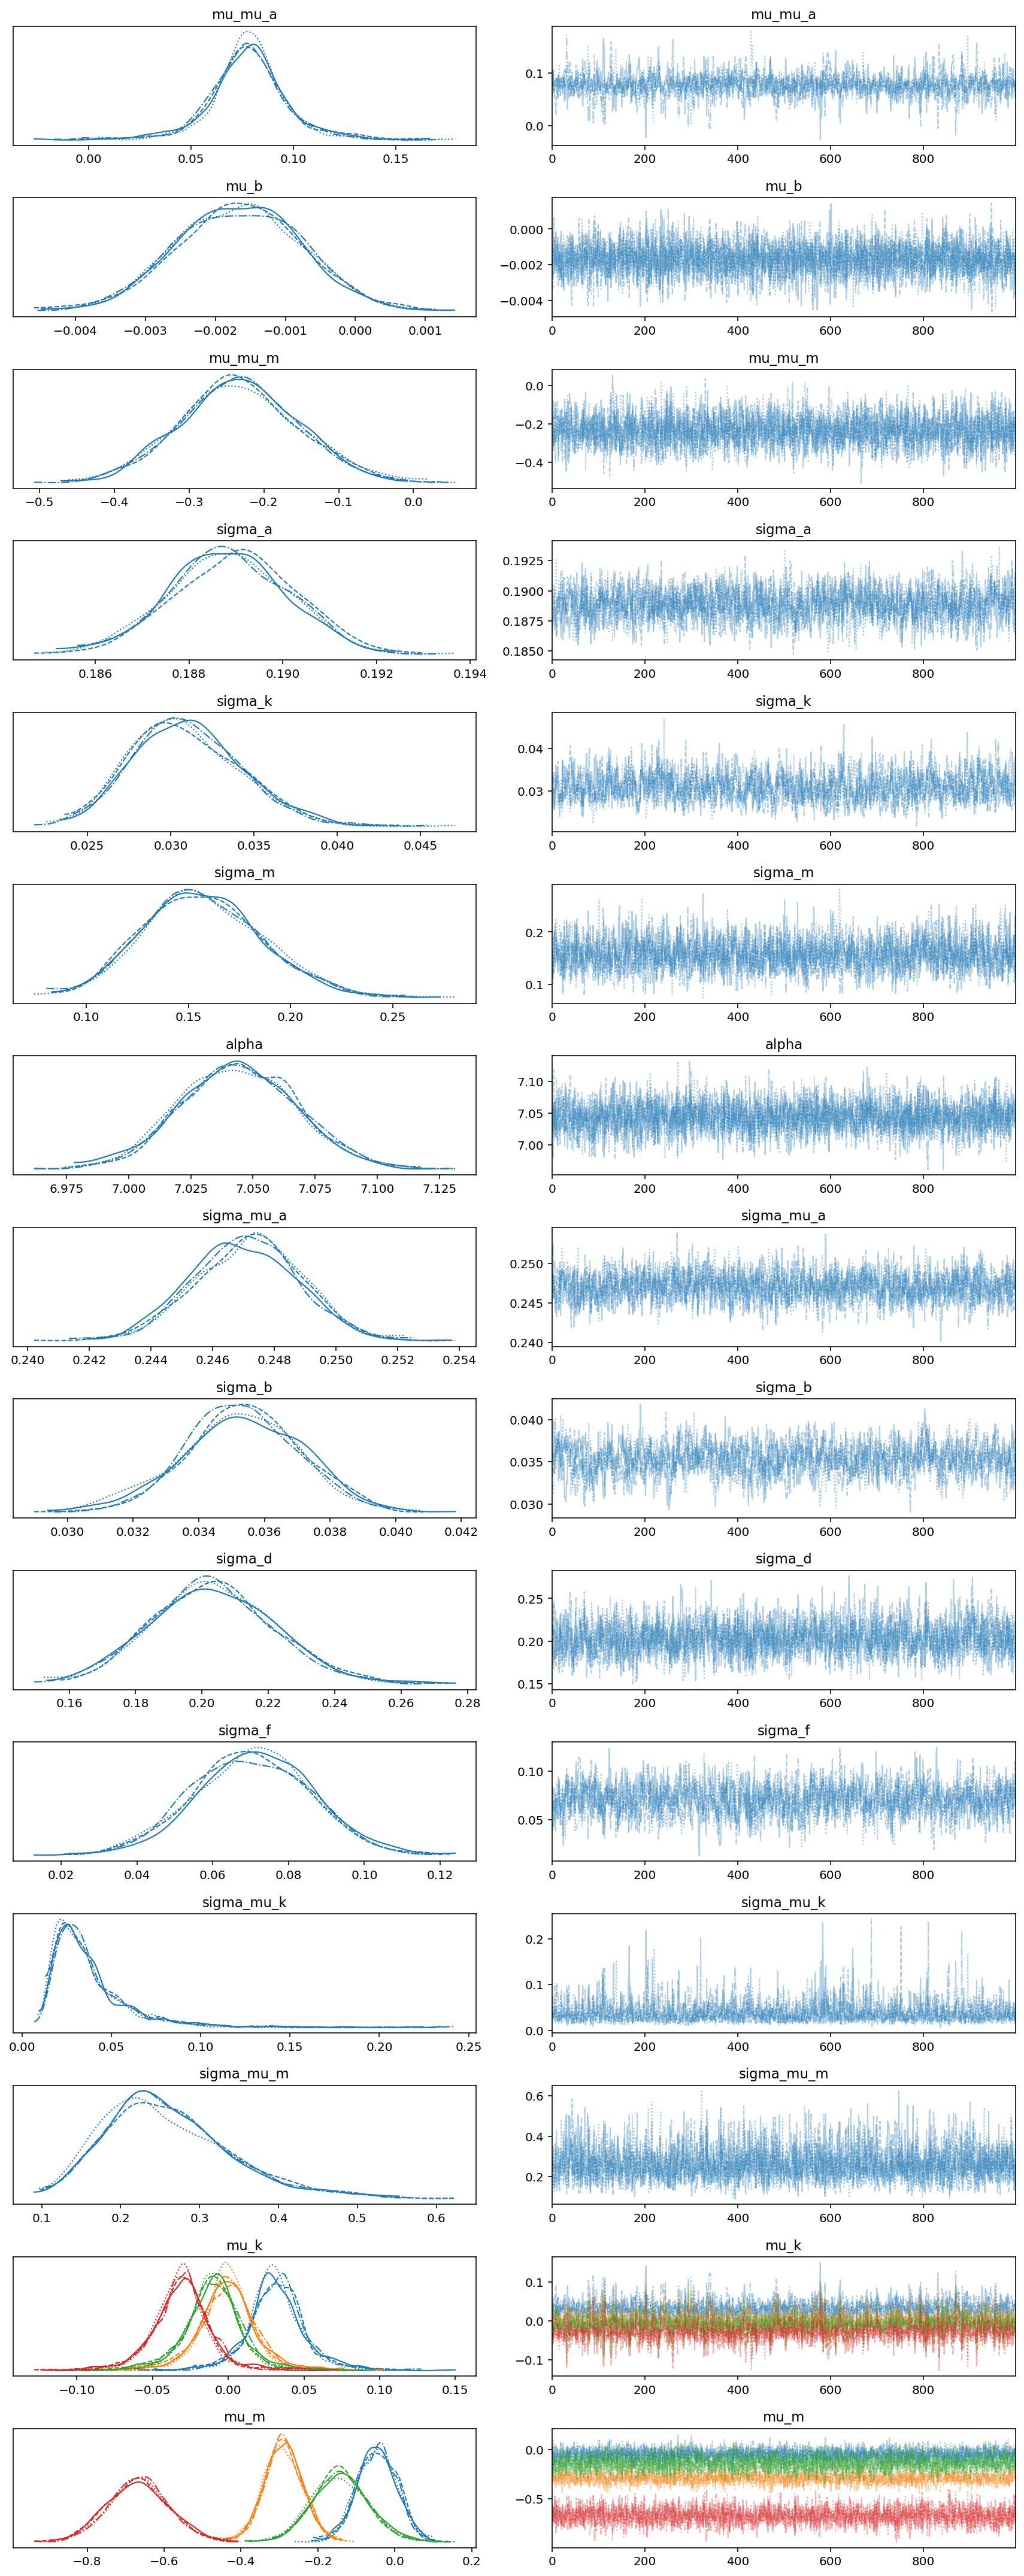 mu_mu_a mu_mu_a
0.1
0.0
0.00 0.05 0.10 0.15 0 200 400 600 800
mu_b mu_b
0.000
−0.002
−0.004
−0.004 −0.003 −0.002 −0.001 0.000 0.001 0 200 400 600 800
mu_mu_m mu_mu_m
0.0
−0.2
−0.4
−0.5 −0.4 −0.3 −0.2 −0.1 0.0 0 200 400 600 800
sigma_a sigma_a
0.1925
0.1900
0.1875
0.1850
0.186 0.188 0.190 0.192 0.194 0 200 400 600 800
sigma_k sigma_k
0.04
0.03
0.025 0.030 0.035 0.040 0.045 0 200 400 600 800
sigma_m sigma_m
0.2
0.1
0.10 0.15 0.20 0.25 0 200 400 600 800
alpha alpha
7.10
7.05
7.00
6.975 7.000 7.025 7.050 7.075 7.100 7.125 0 200 400 600 800
sigma_mu_a sigma_mu_a
0.250
0.245
0.240
0.240 0.242 0.244 0.246 0.248 0.250 0.252 0.254 0 200 400 600 800
sigma_b sigma_b
0.040
0.035
0.030
0.030 0.032 0.034 0.036 0.038 0.040 0.042 0 200 400 600 800
sigma_d sigma_d
0.25
0.20
0.15
0.16 0.18 0.20 0.22 0.24 0.26 0.28 0 200 400 600 800
sigma_f sigma_f
0.10
0.05
0.02 0.04 0.06 0.08 0.10 0.12 0 200 400 600 800
sigma_mu_k sigma_mu_k
0.2
0.1
0.0
0.00 0.05 0.10 0.15 0.20 0.25 0 200 400 600 800
sigma_mu_m sigma_mu_m
0.6
0.4
0.2
0.1 0.2 0.3 0.4 0.5 0.6 0 200 400 600 800
mu_k mu_k
0.1
0.0
−0.1
−0.10 −0.05 0.00 0.05 0.10 0.15 0 200 400 600 800
mu_m mu_m
0.0
−0.5
−0.8 −0.6 −0.4 −0.2 0.0 0.2 0 200 400 600 800